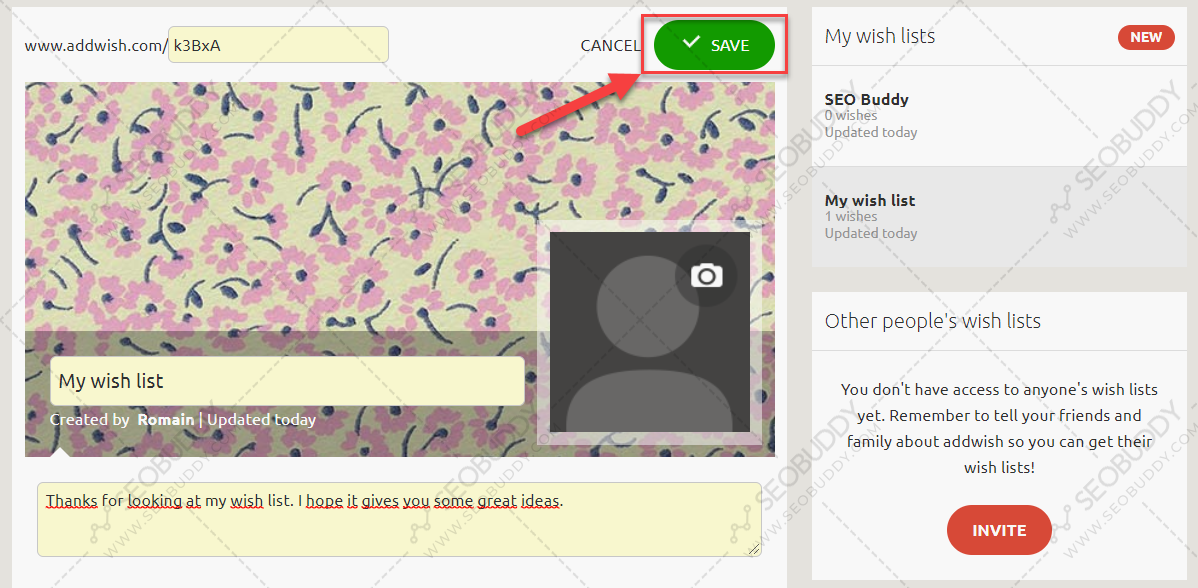 www.addwish.com/ k3BxA
CANCEL
SAVE
My wish list
Created by Romain | Updated today
Thanks for looking at my wish list. I hope it gives you some great ideas.
My wish lists
NEW
SEO Buddy
0 wishes
Updated today
My wish list
1 wishes
Updated today
Other people's wish lists
You don't have access to anyone's wish lists
yet. Remember to tell your friends and
family about addwish so you can get their
wish lists!
INVITE
SEOBUDDY
WWW.SEOBUDDY.COM